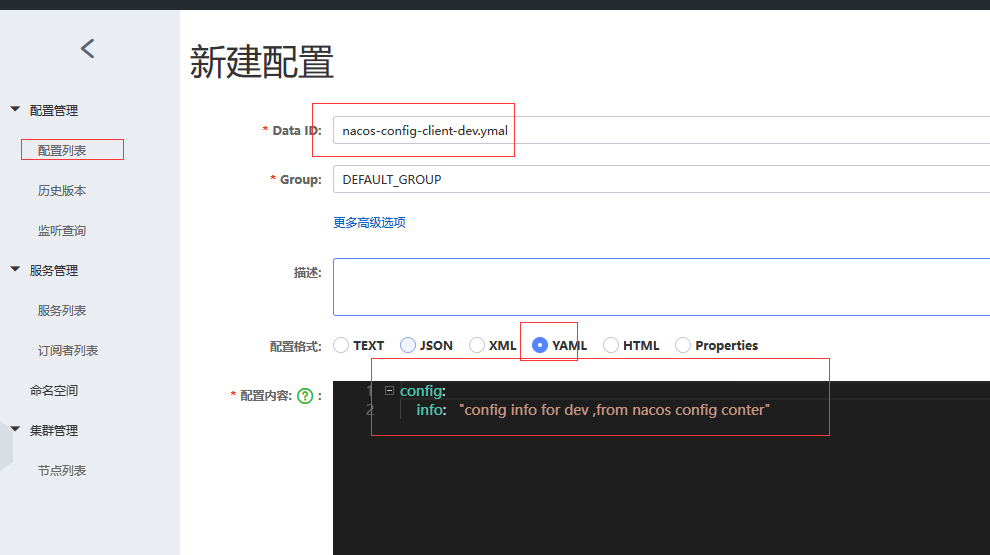 新建配置
配置管理
配置列表
历史版本
监听查询
服务管理
服务列表
订阅者列表
命名空间
集群管理
节点列表
* Data ID: nacos-config-client-dev.ymal
* Group: DEFAULT_GROUP
更多高级选项
描述:
配置格式: TEXT JSON XML YAML HTML Properties
* 配置内容: ? :
1 config:
2 info: "config info for dev ,from nacos config conter"